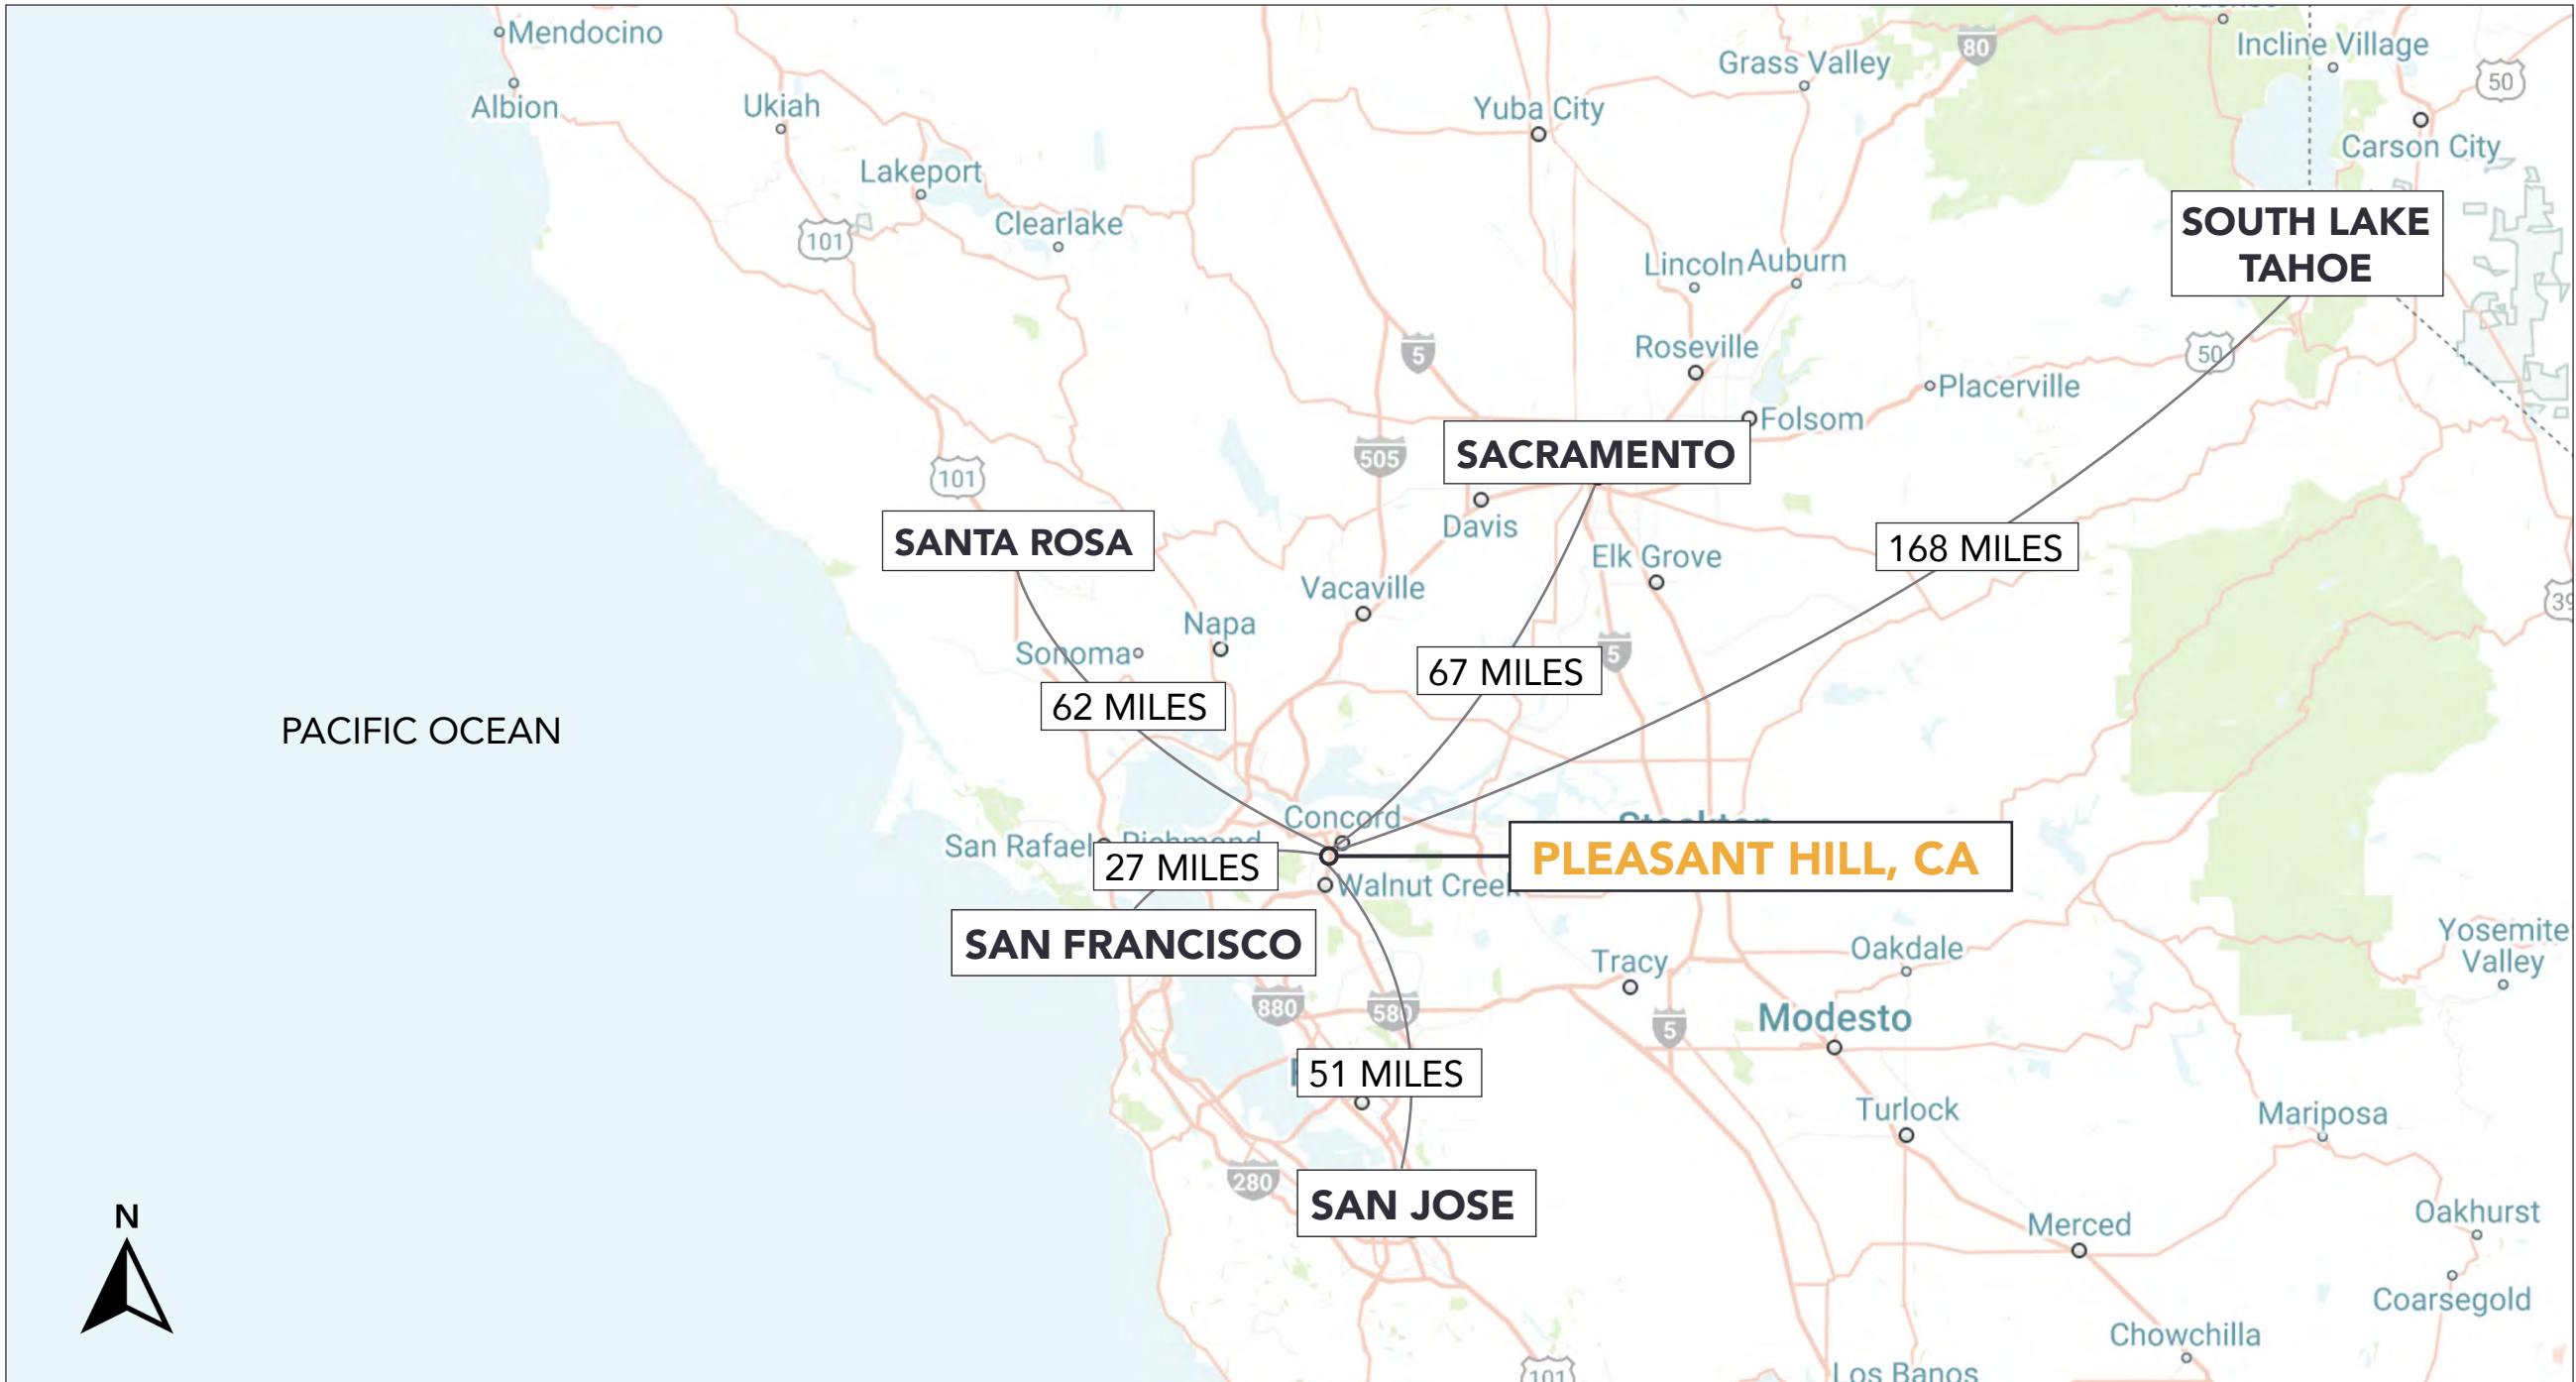 Mendocino
Incline Village
80
Grass Valley
50
Albion
Ukiah
Yuba City
Carson City
Lakeport
Clearlake
101
SOUTH LAKE
TAHOE
Lincoln
Auburn
5
Roseville
50
Placerville
Folsom
SACRAMENTO
505
101
Davis
SANTA ROSA
168 MILES
Elk Grove
Vacaville
Napa
Sonoma
5
67 MILES
62 MILES
PACIFIC OCEAN
Concord
Stockton
San Rafael
Richmond
27 MILES
PLEASANT HILL, CA
Walnut Creek
SAN FRANCISCO
Oakdale
Yosemite
Valley
Tracy
880
580
5
Modesto
51 MILES
Turlock
Mariposa
280
SAN JOSE
N
Oakhurst
Merced
Coarsegold
Chowchilla
101
Los Banos